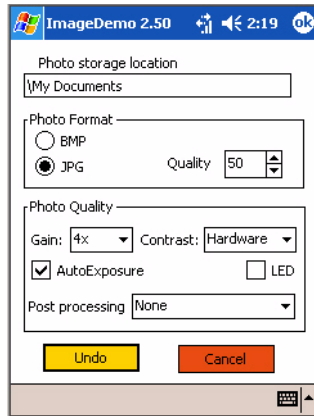 ImageDemo 2.50 2:19 ok
Photo storage location
\My Documents
Photo Format
BMP
JPG Quality 50
Photo Quality
Gain: 4x Contrast: Hardware
AutoExposure LED
Post processing None
Undo Cancel